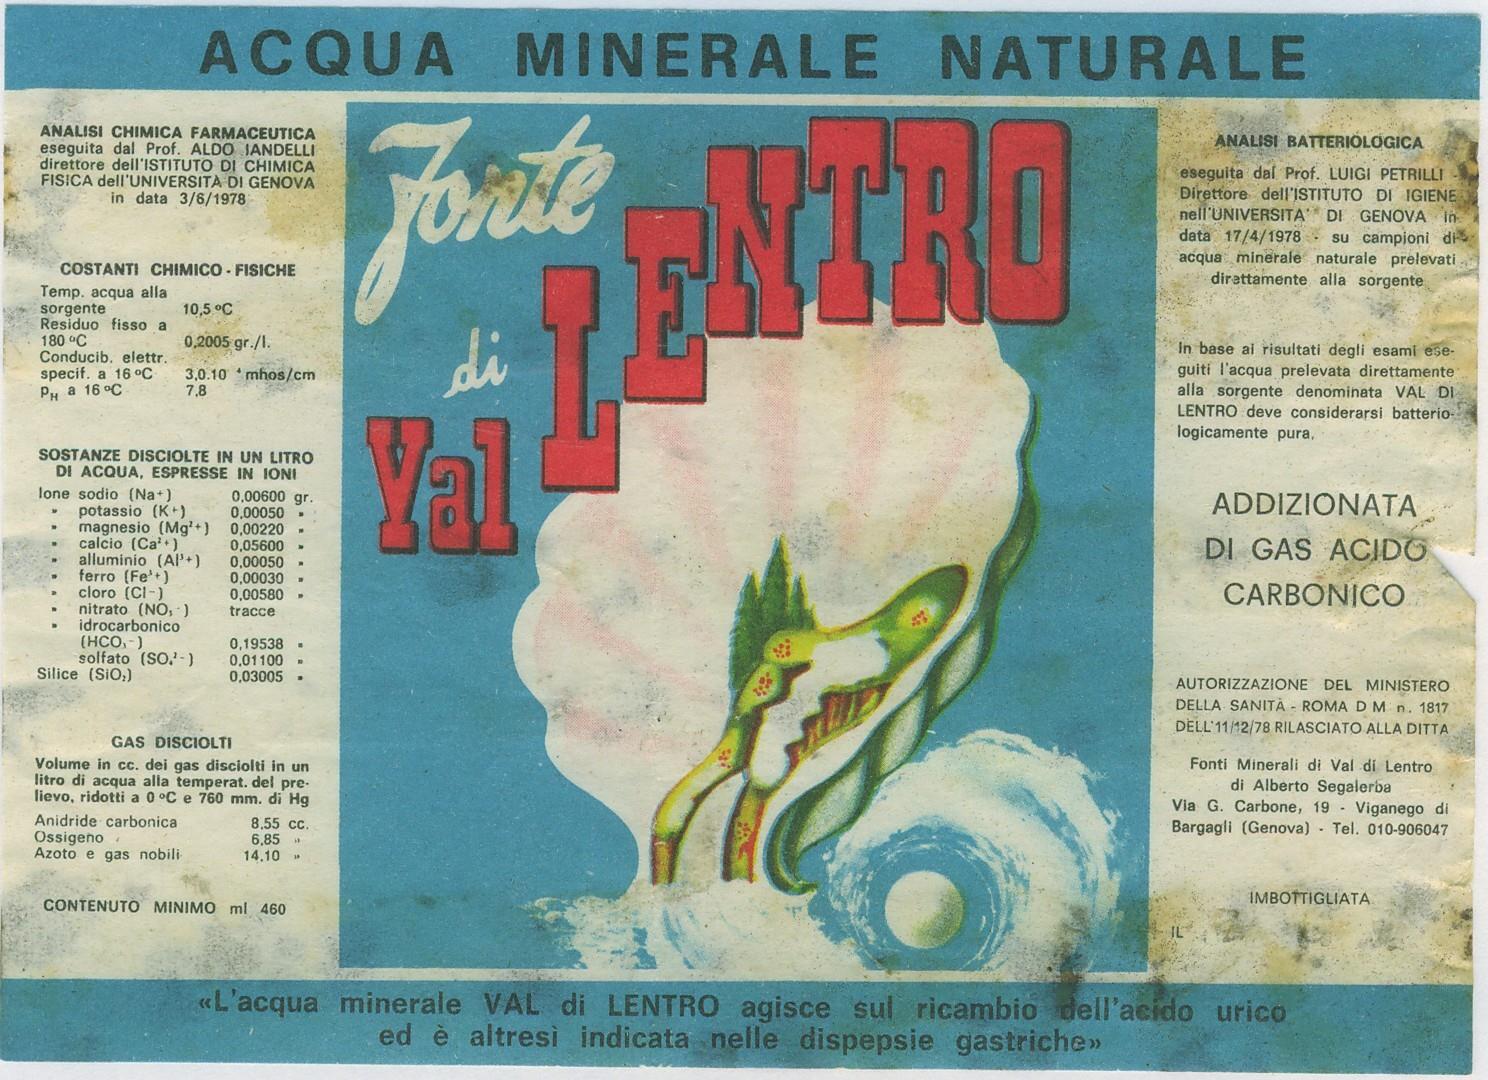 ACQUA MINERALE NATURALE
ANALISI CHIMICA FARMACEUTICA
eseguita dal Prof. ALDO IANDELLI
direttore dell'ISTITUTO DI CHIMICA
FISICA dell'UNIVERSITÀ DI GENOVA
in data 3/6/1978
COSTANTI CHIMICO-FISICHE
Temp. acqua alla
sorgente 10,5 ºC
Residuo fisso a
180 ºC 0,2005 gr./l.
Conducib. elettr.
specif. a 16 ºC 3,0.10⁻⁴ mhos/cm
pH a 16 ºC 7,8
SOSTANZE DISCIOLTE IN UN LITRO
DI ACQUA, ESPRESSE IN IONI
Ione sodio (Na+) 0,00600 gr.
» potassio (K+) 0,00050 »
» magnesio (Mg²+) 0,00220 »
» calcio (Ca²+) 0,05600 »
» alluminio (Al³+) 0,00050 »
» ferro (Fe³+) 0,00030 »
» cloro (Cl-) 0,00580 »
» nitrato (NO₃-) tracce
» idrocarbonico
(HCO₃-) 0,19538 »
solfato (SO₄²-) 0,01100 »
Silice (SiO₂) 0,03005 »
GAS DISCIOLTI
Volume in cc. dei gas disciolti in un
litro di acqua alla temperat. del pre-
lievo, ridotti a 0 ºC e 760 mm. di Hg
Anidride carbonica 8,55 cc.
Ossigeno 6,85 »
Azoto e gas nobili 14,10 »
CONTENUTO MINIMO ml 460
Fonte
di
Val LENTRO
ANALISI BATTERIOLOGICA
eseguita dal Prof. LUIGI PETRILLI -
Direttore dell'ISTITUTO DI IGIENE
nell'UNIVERSITA' DI GENOVA in
data 17/4/1978 - su campioni di
acqua minerale naturale prelevati
direttamente alla sorgente
In base ai risultati degli esami ese-
guiti l'acqua prelevata direttamente
alla sorgente denominata VAL DI
LENTRO deve considerarsi batterio-
logicamente pura.
ADDIZIONATA
DI GAS ACIDO
CARBONICO
AUTORIZZAZIONE DEL MINISTERO
DELLA SANITÀ - ROMA D M n. 1817
DELL'11/12/78 RILASCIATO ALLA DITTA
Fonti Minerali di Val di Lentro
di Alberto Segalerba
Via G. Carbone, 19 - Viganego di
Bargagli (Genova) - Tel. 010-906047
IMBOTTIGLIATA
IL
«L'acqua minerale VAL di LENTRO agisce sul ricambio dell'acido urico
ed è altresì indicata nelle dispepsie gastriche»